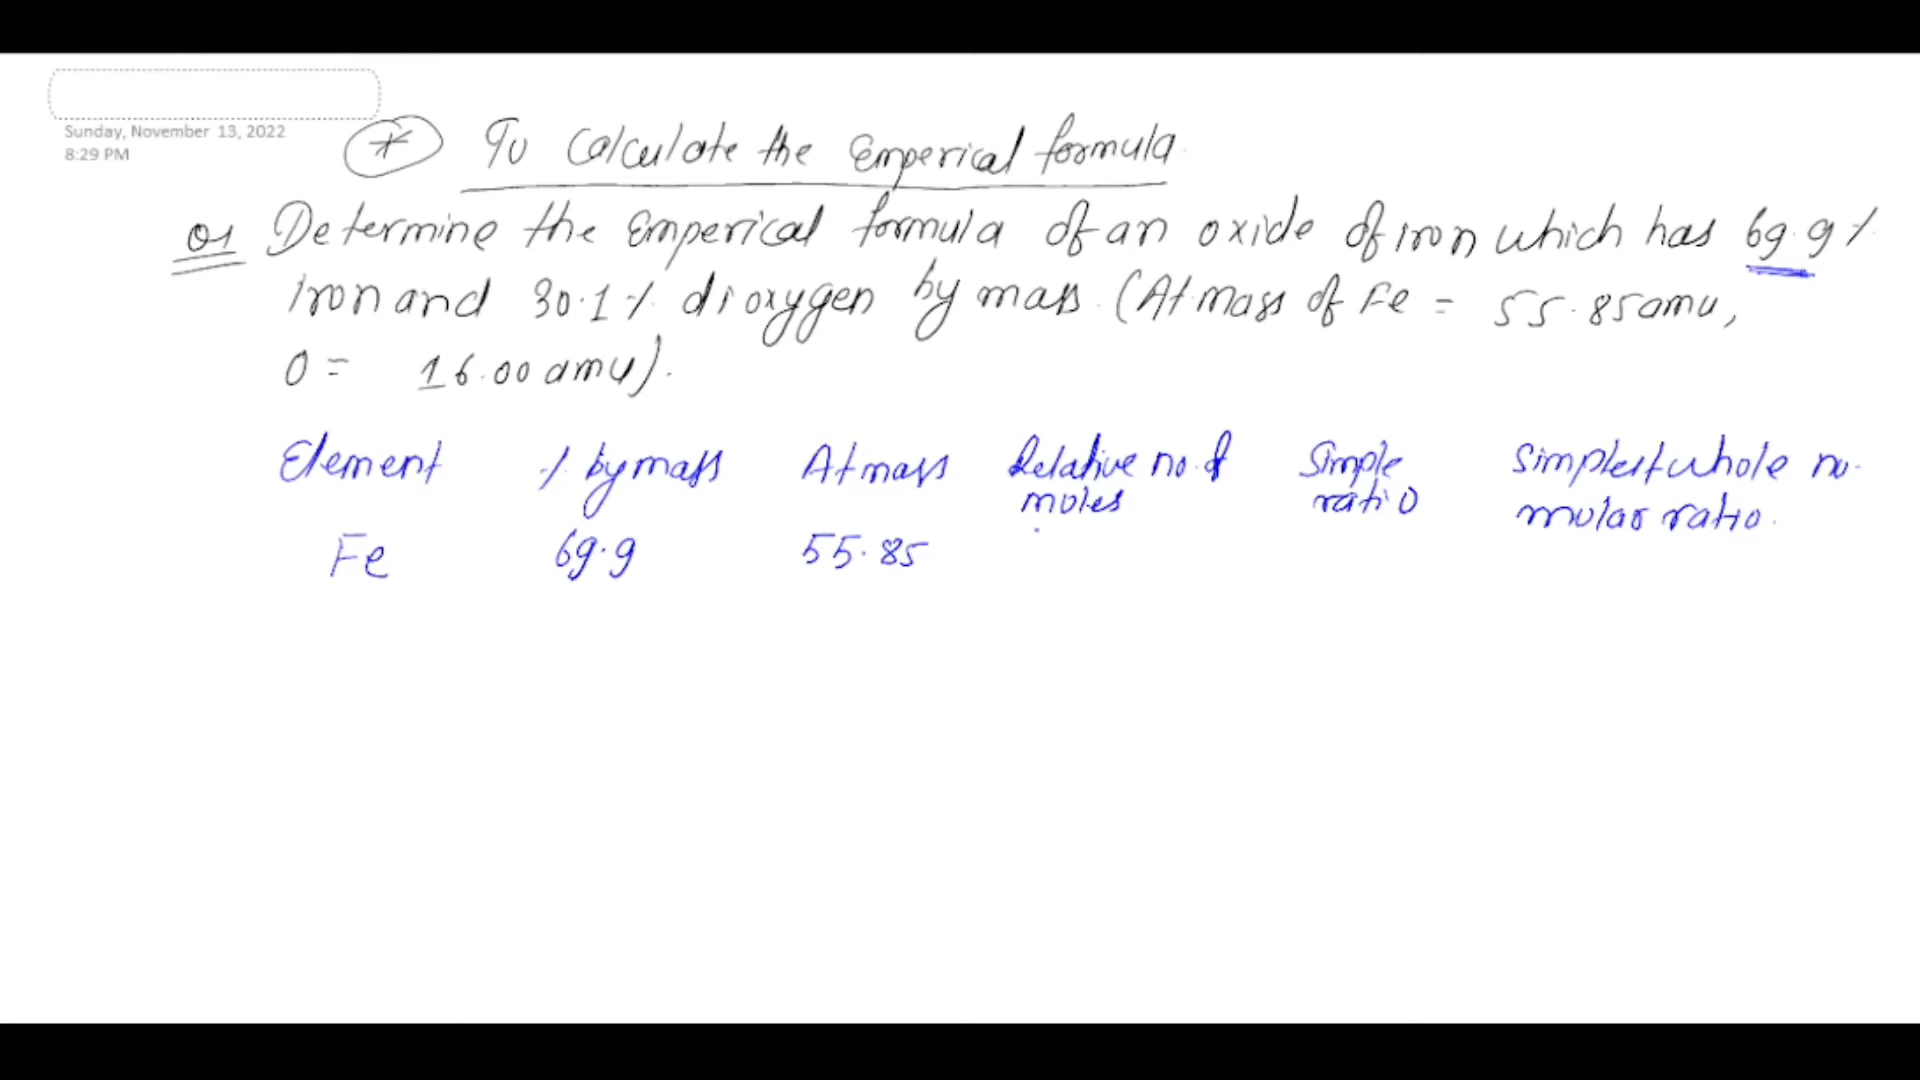 Sunday, November 13, 2022
8:29 PM
* To Calculate the Emperical formula
Q1 Determine the Emperical formula of an oxide of iron which has 69.9%
iron and 30.1% dioxygen by mass. (At mass of Fe = 55.85amu,
O = 16.00amu).
Element % by mass At mass Relative no. of moles Simple ratio Simplest whole no. molar ratio.
Fe 69.9 55.85